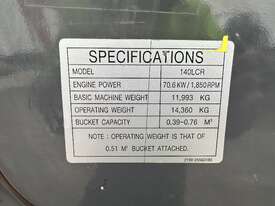 SPECIFICATIONS
MODEL 140LCR
ENGINE POWER 70.6 KW / 1,850 RPM
BASIC MACHINE WEIGHT 11,993 KG
OPERATING WEIGHT 14,360 KG
BUCKET CAPACITY 0.39-0.76 M³
NOTE : OPERATING WEIGHT IS THAT OF
0.51 M³ BUCKET ATTACHED.